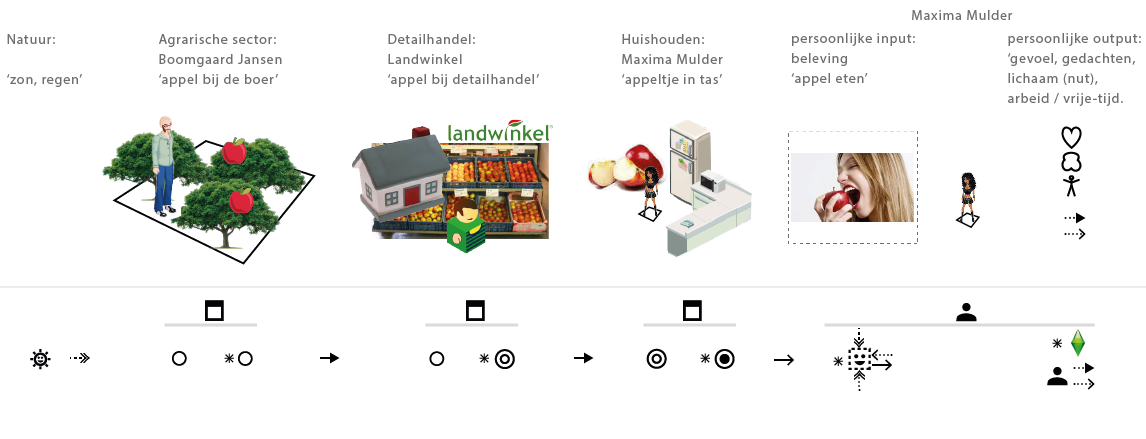 Maxima Mulder
Natuur:
‘zon, regen’
Agrarische sector:
Boomgaard Jansen
‘appel bij de boer’
Detailhandel:
Landwinkel
‘appel bij detailhandel’
Huishouden:
Maxima Mulder
‘appeltje in tas’
persoonlijke input:
beleving
‘appel eten’
persoonlijke output:
‘gevoel, gedachten,
lichaam (nut),
arbeid / vrije-tijd.
landwinkel